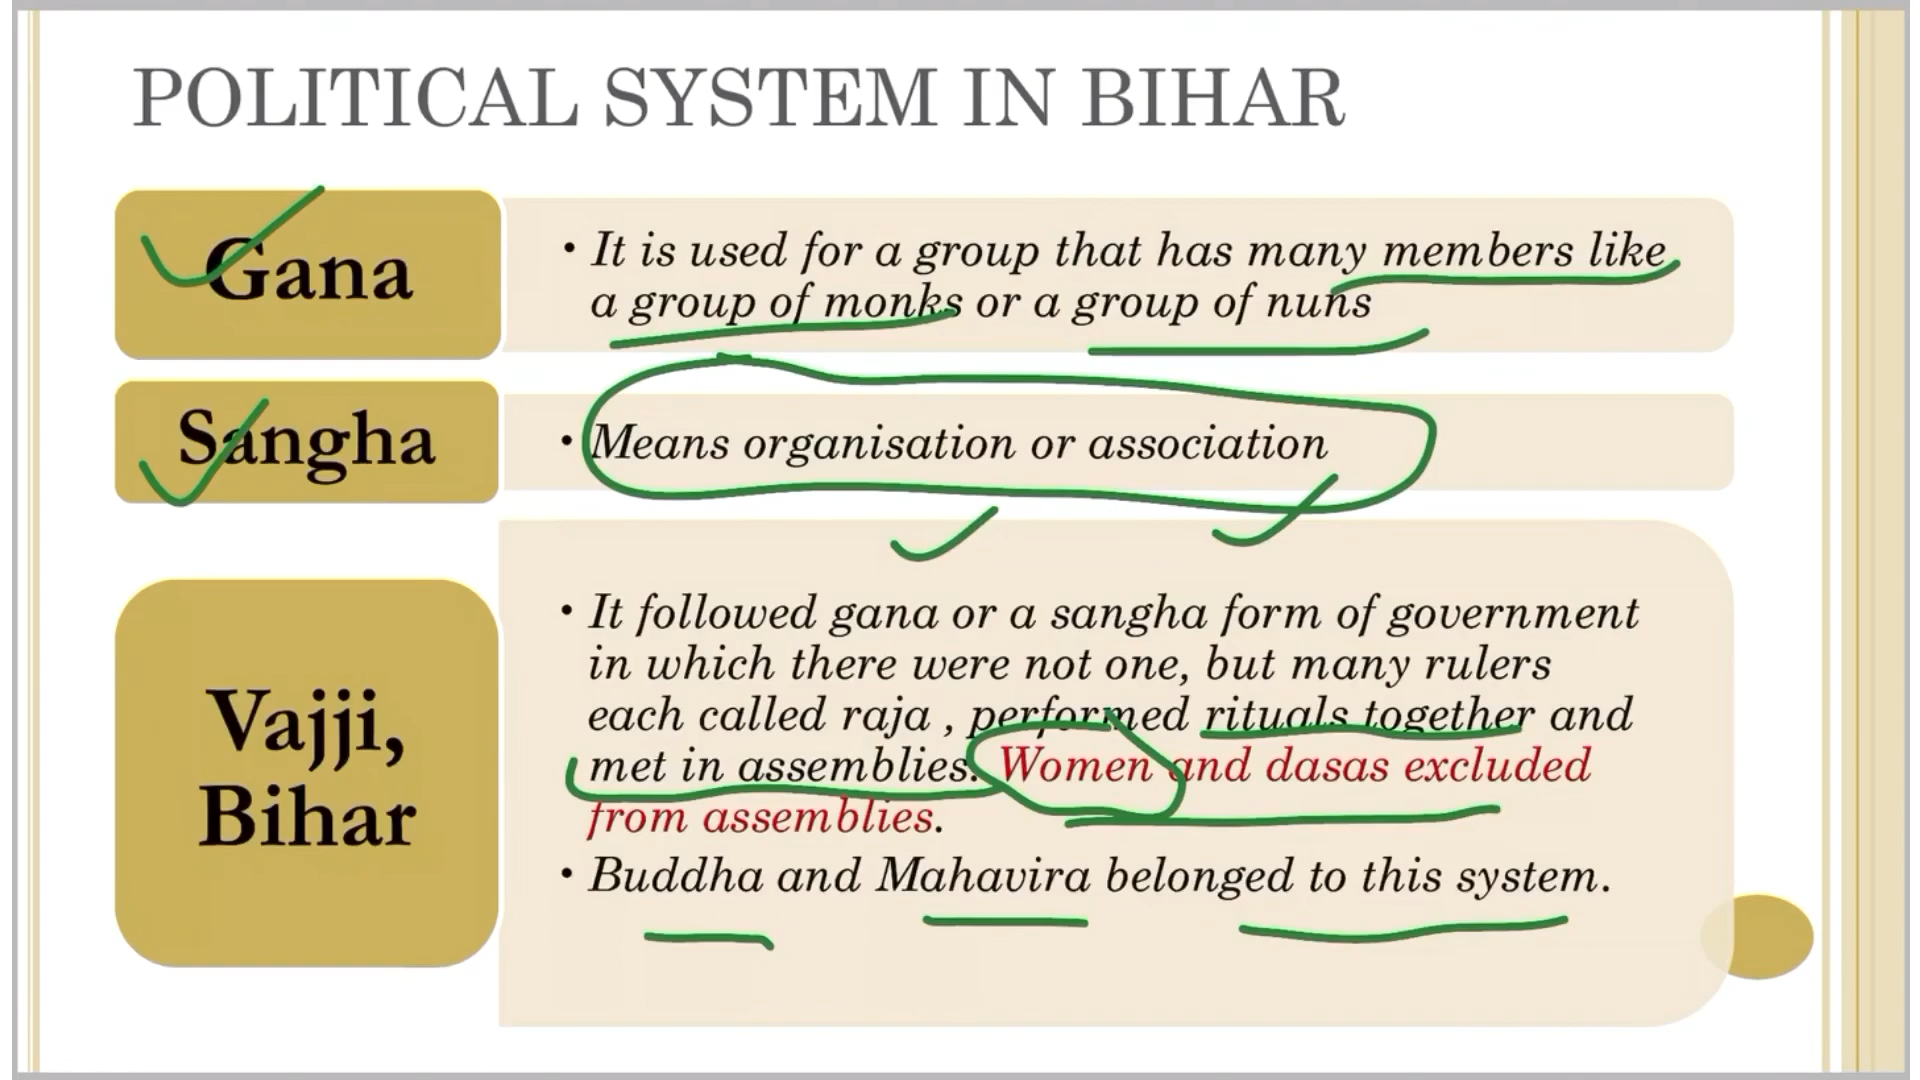 POLITICAL SYSTEM IN BIHAR
Gana
• It is used for a group that has many members like
a group of monks or a group of nuns
Sangha
• Means organisation or association
Vajji,
Bihar
• It followed gana or a sangha form of government
in which there were not one, but many rulers
each called raja , performed rituals together and
met in assemblies. Women and dasas excluded
from assemblies.
• Buddha and Mahavira belonged to this system.